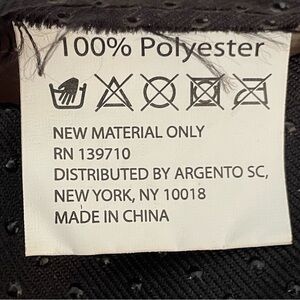 100% Polyester
NEW MATERIAL ONLY
RN 139710
DISTRIBUTED BY ARGENTO SC,
NEW YORK, NY 10018
MADE IN CHINA